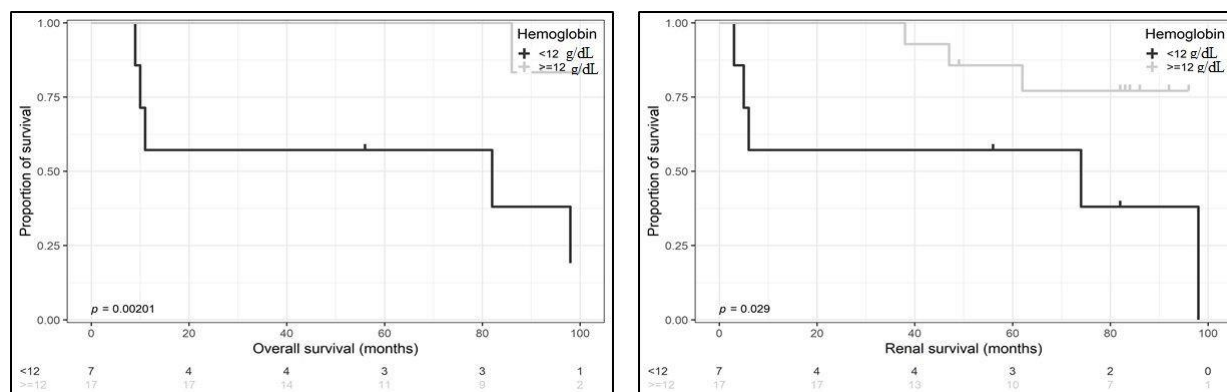 1.00
0.75
0.50
0.25
0.00
Proportion of survival
Hemoglobin
<12 g/dL
>=12 g/dL
p = 0.00201
0 20 40 60 80 100
Overall survival (months)
<12 7 4 4 3 3 1
>=12 17 17 14 11 9 2
1.00
0.75
0.50
0.25
0.00
Proportion of survival
Hemoglobin
<12 g/dL
>=12 g/dL
p = 0.029
0 20 40 60 80 100
Renal survival (months)
<12 7 4 4 3 2 0
>=12 17 17 13 10 7 1